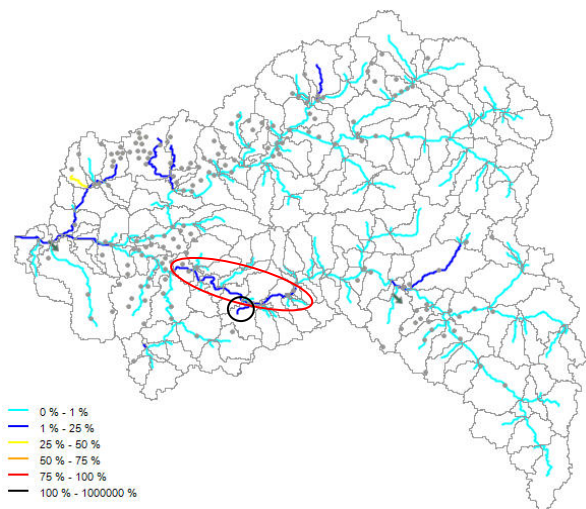 0 % - 1 %
1 % - 25 %
25 % - 50 %
50 % - 75 %
75 % - 100 %
100 % - 1000000 %